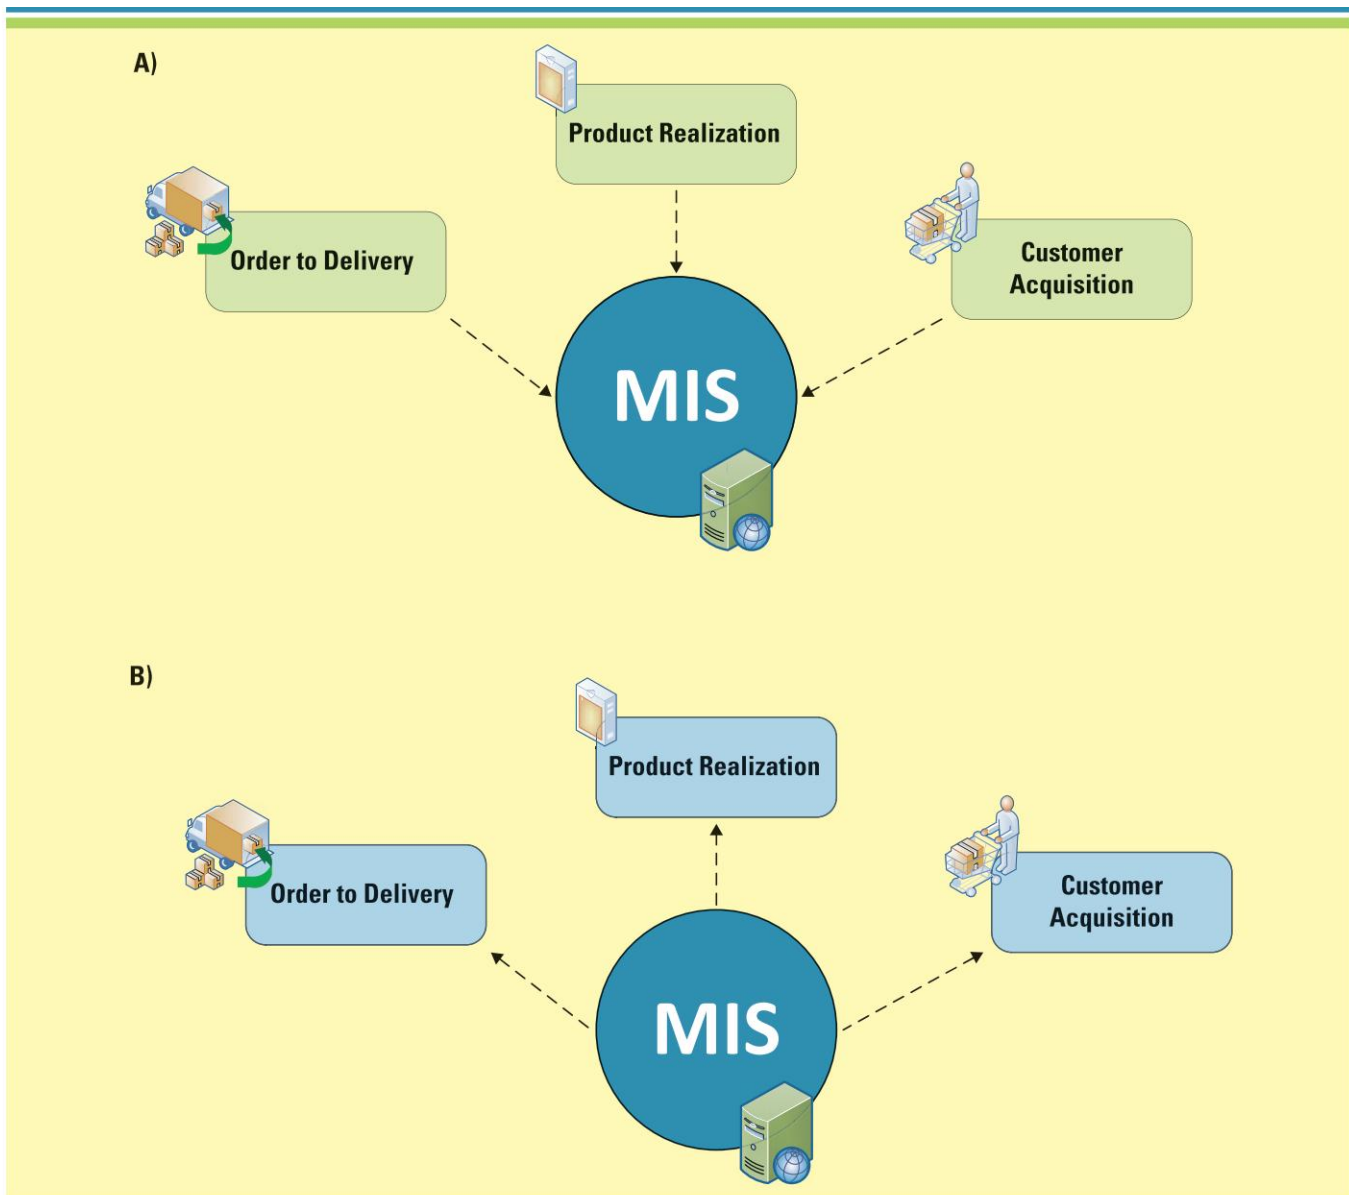 A)
Product Realization
Order to Delivery
Customer
Acquisition
MIS
B)
Product Realization
Order to Delivery
Customer
Acquisition
MIS